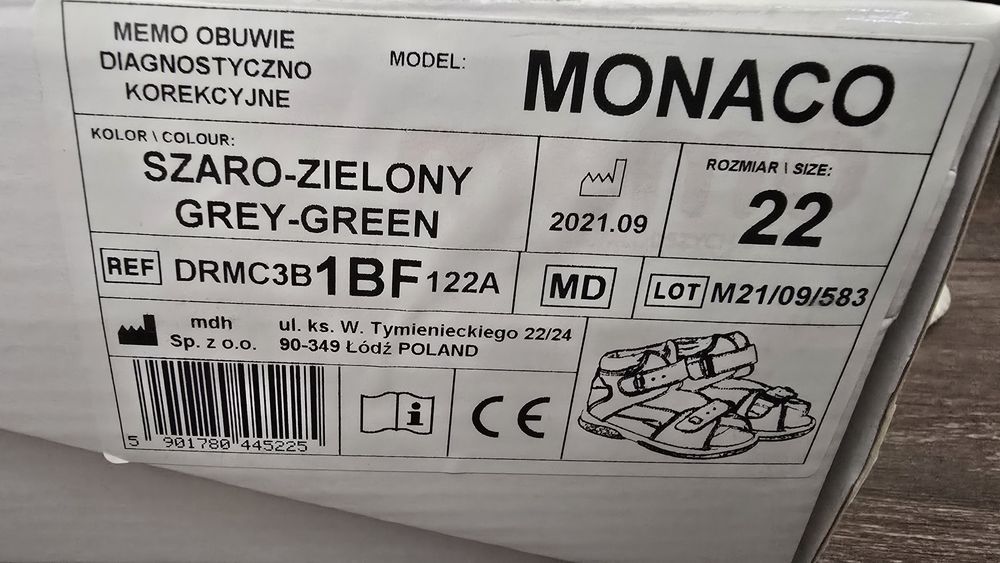 MEMO OBUWIE
DIAGNOSTYCZNO
KOREKCYJNE
MODEL:
MONACO
KOLOR \ COLOUR:
SZARO-ZIELONY
GREY-GREEN
2021.09
ROZMIAR \ SIZE:
22
REF DRMC3B1BF122A
MD
LOT M21/09/583
mdh
Sp. z o.o.
ul. ks. W. Tymienieckiego 22/24
90-349 Łódź POLAND
5 901780 445225
i
CE